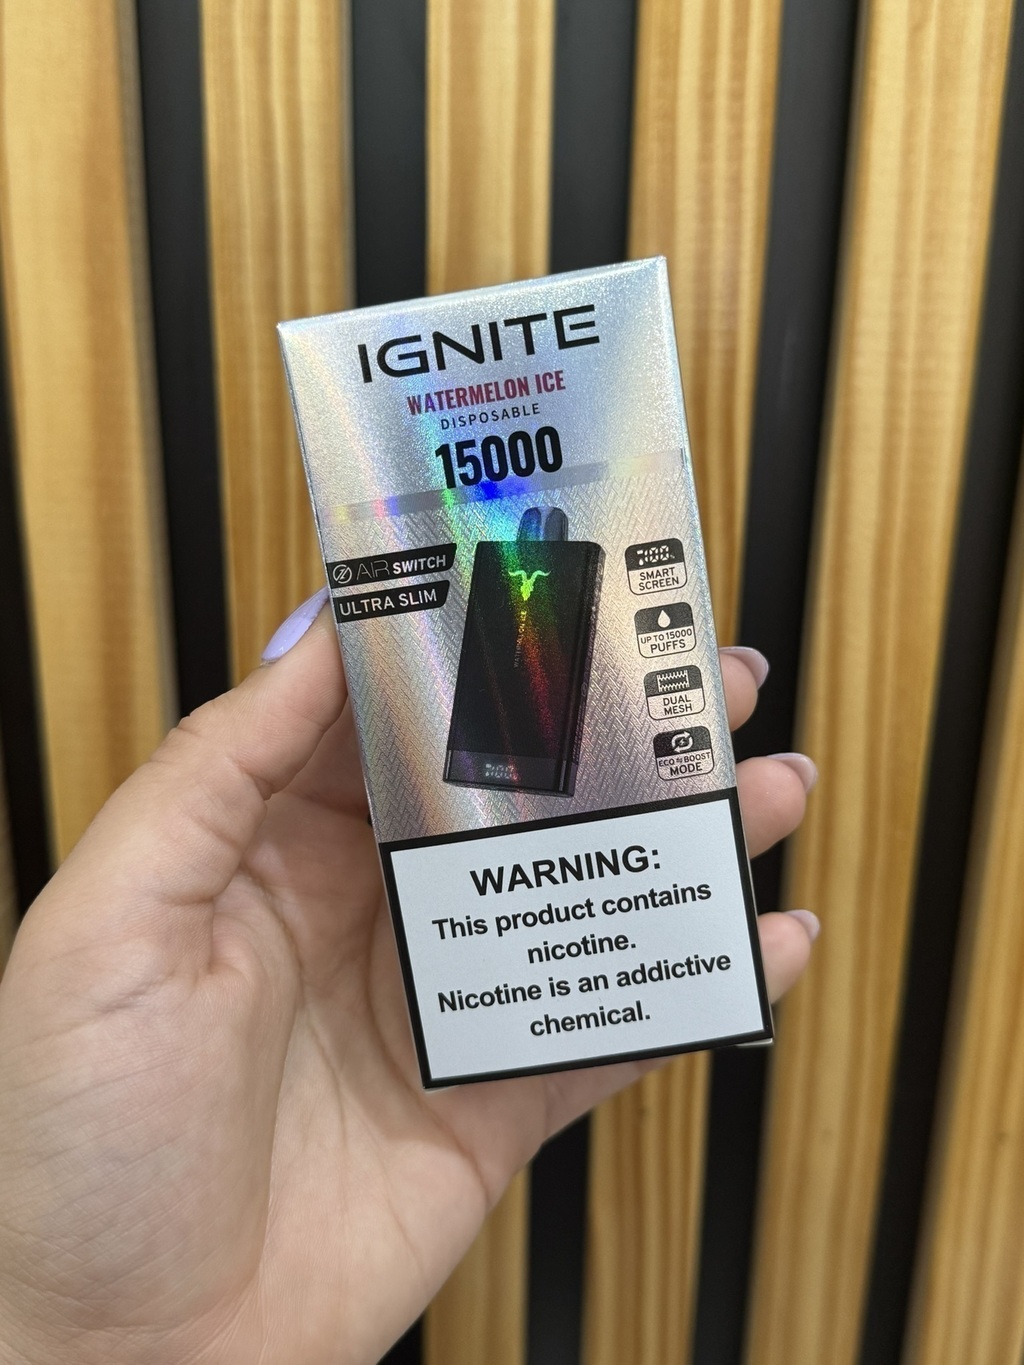 IGNITE
WATERMELON ICE
DISPOSABLE
15000
AIR SWITCH
ULTRA SLIM
SMART
SCREEN
UP TO 15000
PUFFS
DUAL
MESH
ECO BOOST
MODE
WARNING:
This product contains
nicotine.
Nicotine is an addictive
chemical.